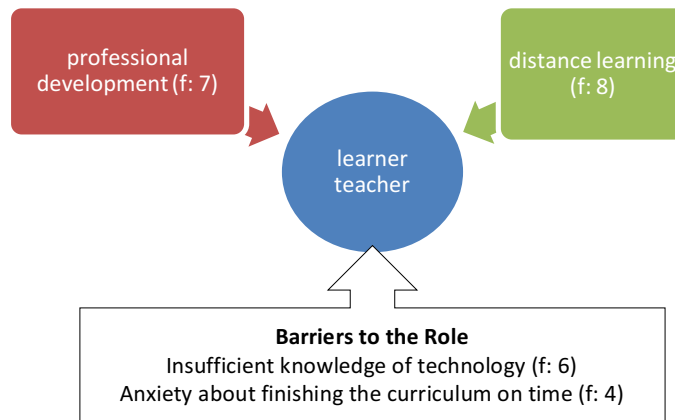 professional
development (f: 7)
distance learning
(f: 8)
learner
teacher
Barriers to the Role
Insufficient knowledge of technology (f: 6)
Anxiety about finishing the curriculum on time (f: 4)